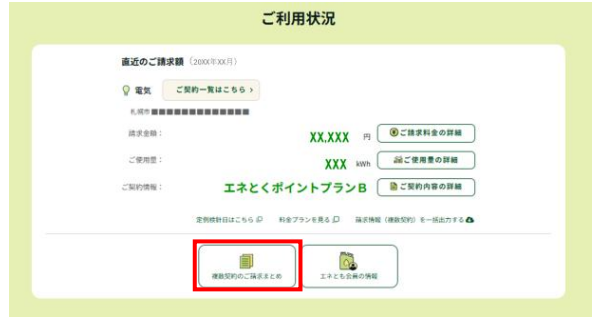 ご利用状況
直近のご請求額（20XX年XX月）
電気 ご契約一覧はこちら ›
札幌市■■■■■■■■■■■■■
請求金額： XX,XXX 円 ご請求料金の詳細
ご使用量： XXX kWh ご使用量の詳細
ご契約情報： エネとくポイントプランB ご契約内容の詳細
定例検針日はこちら 料金プランを見る 請求情報（複数契約）を一括出力する
複数契約のご請求まとめ エネとも会員の情報